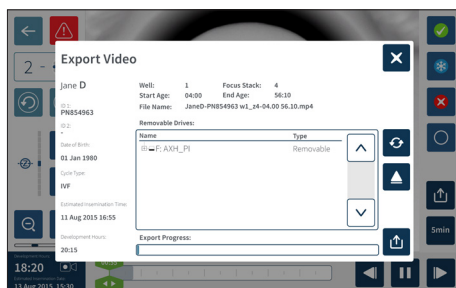 2 -
Export Video
Jane D
ID 1:
PN854963
ID 2:
-
Date of Birth:
01 Jan 1980
Cycle Type:
IVF
Estimated Insemination Time:
11 Aug 2015 16:55
Development Hours:
20:15
Well: 1 Focus Stack: 4
Start Age: 04:00 End Age: 56:10
File Name: JaneD-PN854963 w1_z4-04.00 56.10.mp4
Removable Drives:
Name Type
F: AXH_PJ Removable
Export Progress:
5min
Development Hours
18:20
13 Aug 2015 15:30